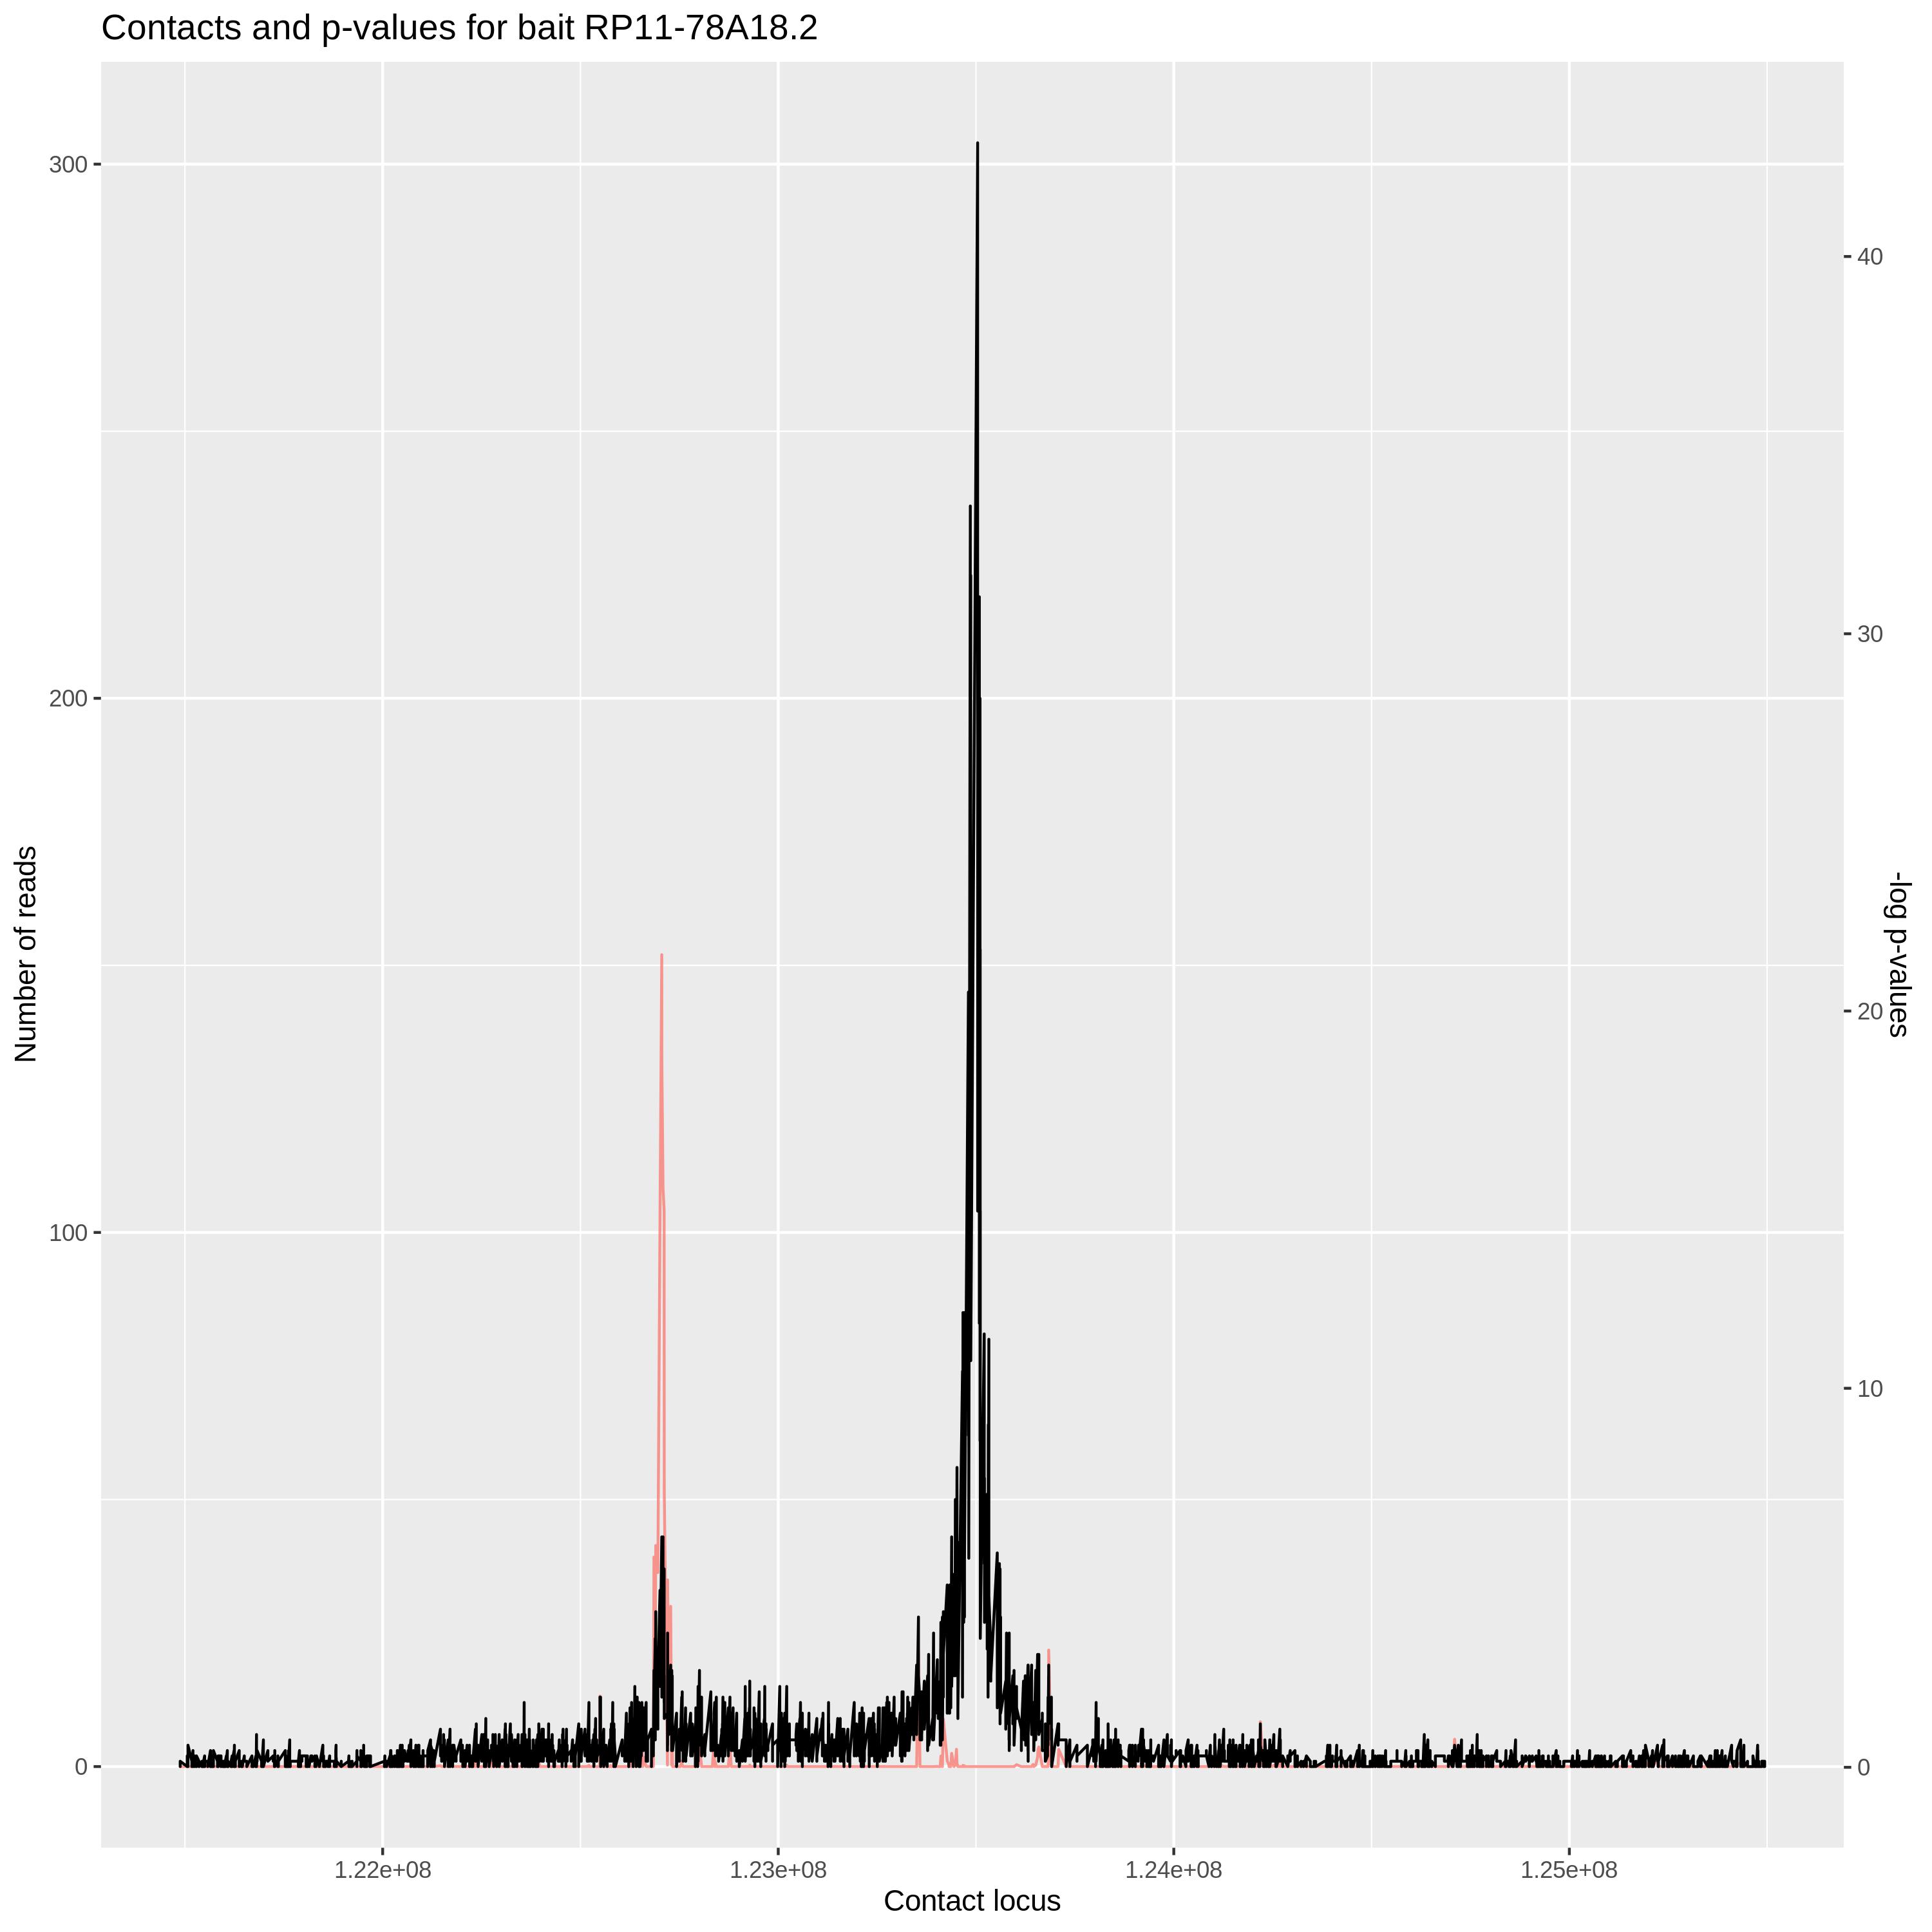 Contacts and p-values for bait RP11-78A18.2
300
200
100
0
Number of reads
40
30
20
10
0
-log p-values
1.22e+08
1.23e+08
1.24e+08
1.25e+08
Contact locus